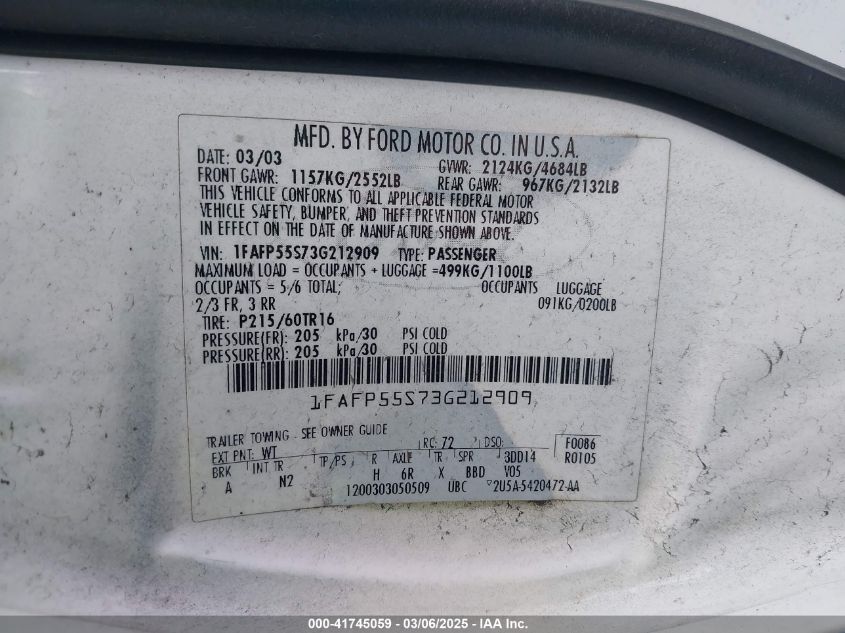 MFD. BY FORD MOTOR CO. IN U.S.A.
DATE: 03/03 GVWR: 2124KG/4684LB
FRONT GAWR: 1157KG/2552LB REAR GAWR: 967KG/2132LB
THIS VEHICLE CONFORMS TO ALL APPLICABLE FEDERAL MOTOR
VEHICLE SAFETY, BUMPER, AND THEFT PREVENTION STANDARDS
IN EFFECT ON THE DATE OF MANUFACTURE SHOWN ABOVE.
VIN: 1FAFP55S73G212909 TYPE: PASSENGER
MAXIMUM LOAD = OCCUPANTS + LUGGAGE =499KG/1100LB
OCCUPANTS = 5/6 TOTAL; OCCUPANTS LUGGAGE
2/3 FR, 3 RR 091KG/0200LB
TIRE: P215/60TR16
PRESSURE(FR): 205 kPa/30 PSI COLD
PRESSURE(RR): 205 kPa/30 PSI COLD
1FAFP55S73G212909
TRAILER TOWING - SEE OWNER GUIDE
EXT PNT: WT RC: 72 DSO: F0086
BRK INT TR TP/PS R AXLE TR SPR 3DD14 R0105
A N2 H 6R X BBD V05
1200303050509 UBC 2U5A-5420472-AA
000-41745059 - 03/06/2025 - IAA Inc.